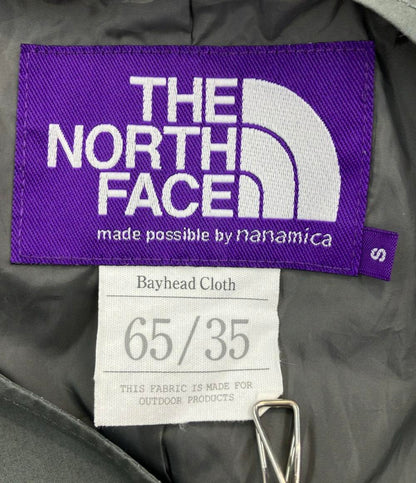 THE
NORTH
FACE
made possible by nanamica
S
Bayhead Cloth
65/35
THIS FABRIC IS MADE FOR
OUTDOOR PRODUCTS